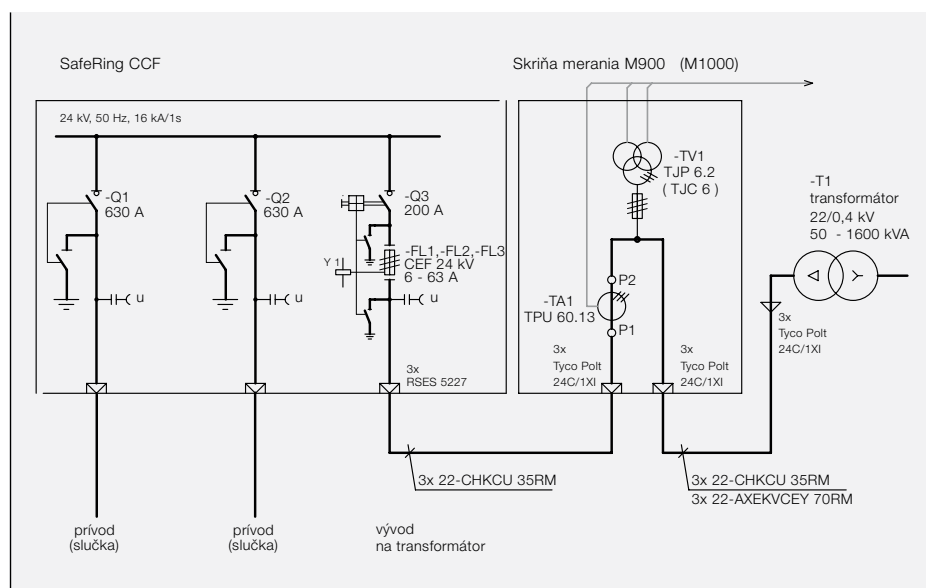 SafeRing CCF
Skriňa merania M900 (M1000)
24 kV, 50 Hz, 16 kA/1s
-Q1
630 A
-Q2
630 A
-Q3
200 A
-FL1,-FL2,-FL3
CEF 24 kV
6 - 63 A
Y 1
u
u
u
3x
RSES 5227
-TV1
TJP 6.2
( TJC 6 )
P2
-TA1
TPU 60.13
P1
3x
Tyco Polt
24C/1XI
3x
Tyco Polt
24C/1XI
-T1
transformátor
22/0,4 kV
50 - 1600 kVA
3x
Tyco Polt
24C/1XI
3x 22-CHKCU 35RM
3x 22-CHKCU 35RM
3x 22-AXEKVCEY 70RM
prívod
(slučka)
prívod
(slučka)
vývod
na transformátor